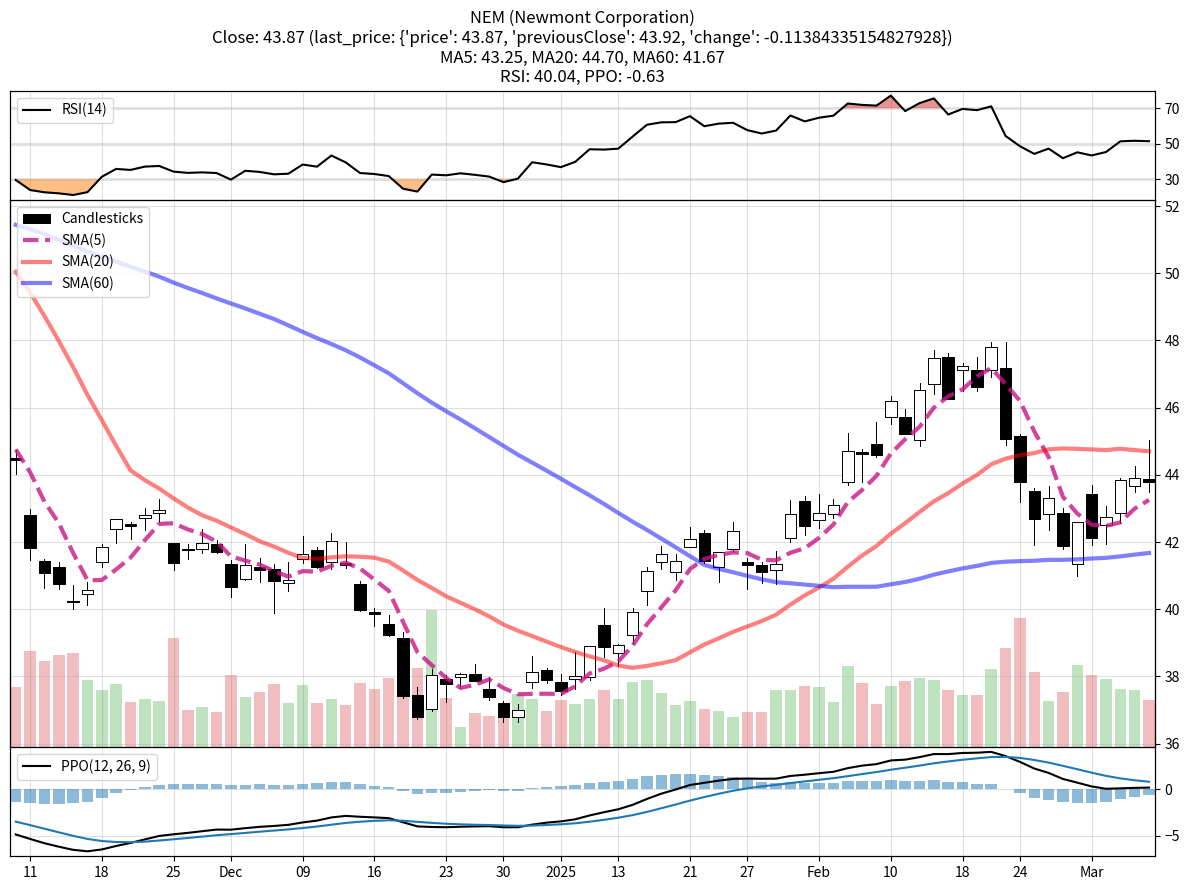 NEM (Newmont Corporation)
Close: 43.87 (last_price: {'price': 43.87, 'previousClose': 43.92, 'change': -0.11384335154827928})
MA5: 43.25, MA20: 44.70, MA60: 41.67
RSI: 40.04, PPO: -0.63
RSI(14)
70
50
30
Candlesticks
SMA(5)
SMA(20)
SMA(60)
52
50
48
46
44
42
40
38
36
PPO(12, 26, 9)
0
−5
11 18 25 Dec 09 16 23 30 2025 13 21 27 Feb 10 18 24 Mar